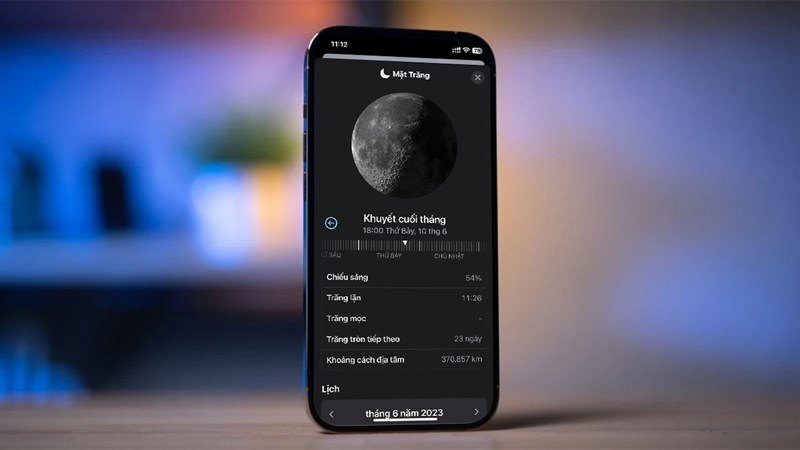 11:12
Mặt Trăng
Khuyết cuối tháng
18:00 Thứ Bảy, 10 thg 6
Ứ SÁU THỨ BẢY CHỦ NHẬT
Chiếu sáng 54%
Trăng lặn 11:26
Trăng mọc -
Trăng tròn tiếp theo 23 ngày
Khoảng cách địa tâm 370.857 km
Lịch
tháng 6 năm 2023